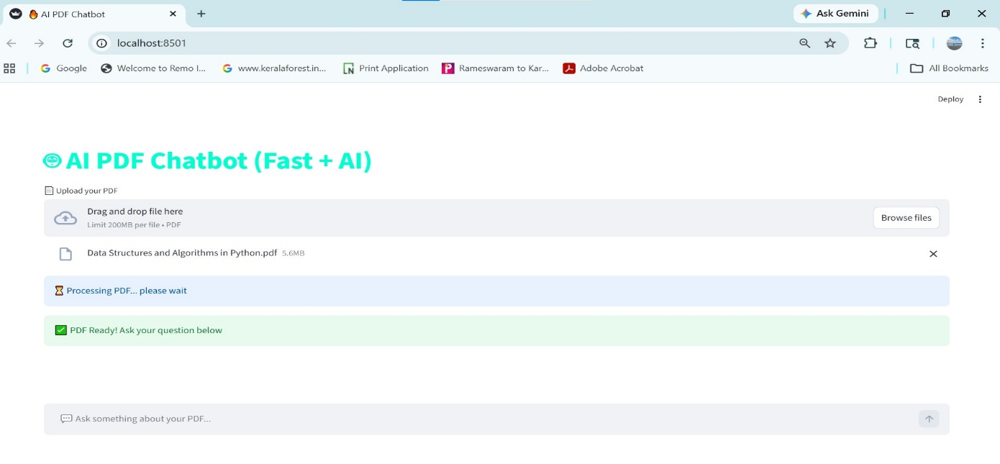 🔥 AI PDF Chatbot
Ask Gemini
localhost:8501
Google
Welcome to Remo I...
www.keralaforest.in...
Print Application
Rameswaram to Kar...
Adobe Acrobat
All Bookmarks
Deploy
AI PDF Chatbot (Fast + AI)
Upload your PDF
Drag and drop file here
Limit 200MB per file • PDF
Browse files
Data Structures and Algorithms in Python.pdf 5.6MB
⏳ Processing PDF... please wait
✅ PDF Ready! Ask your question below
💬 Ask something about your PDF...